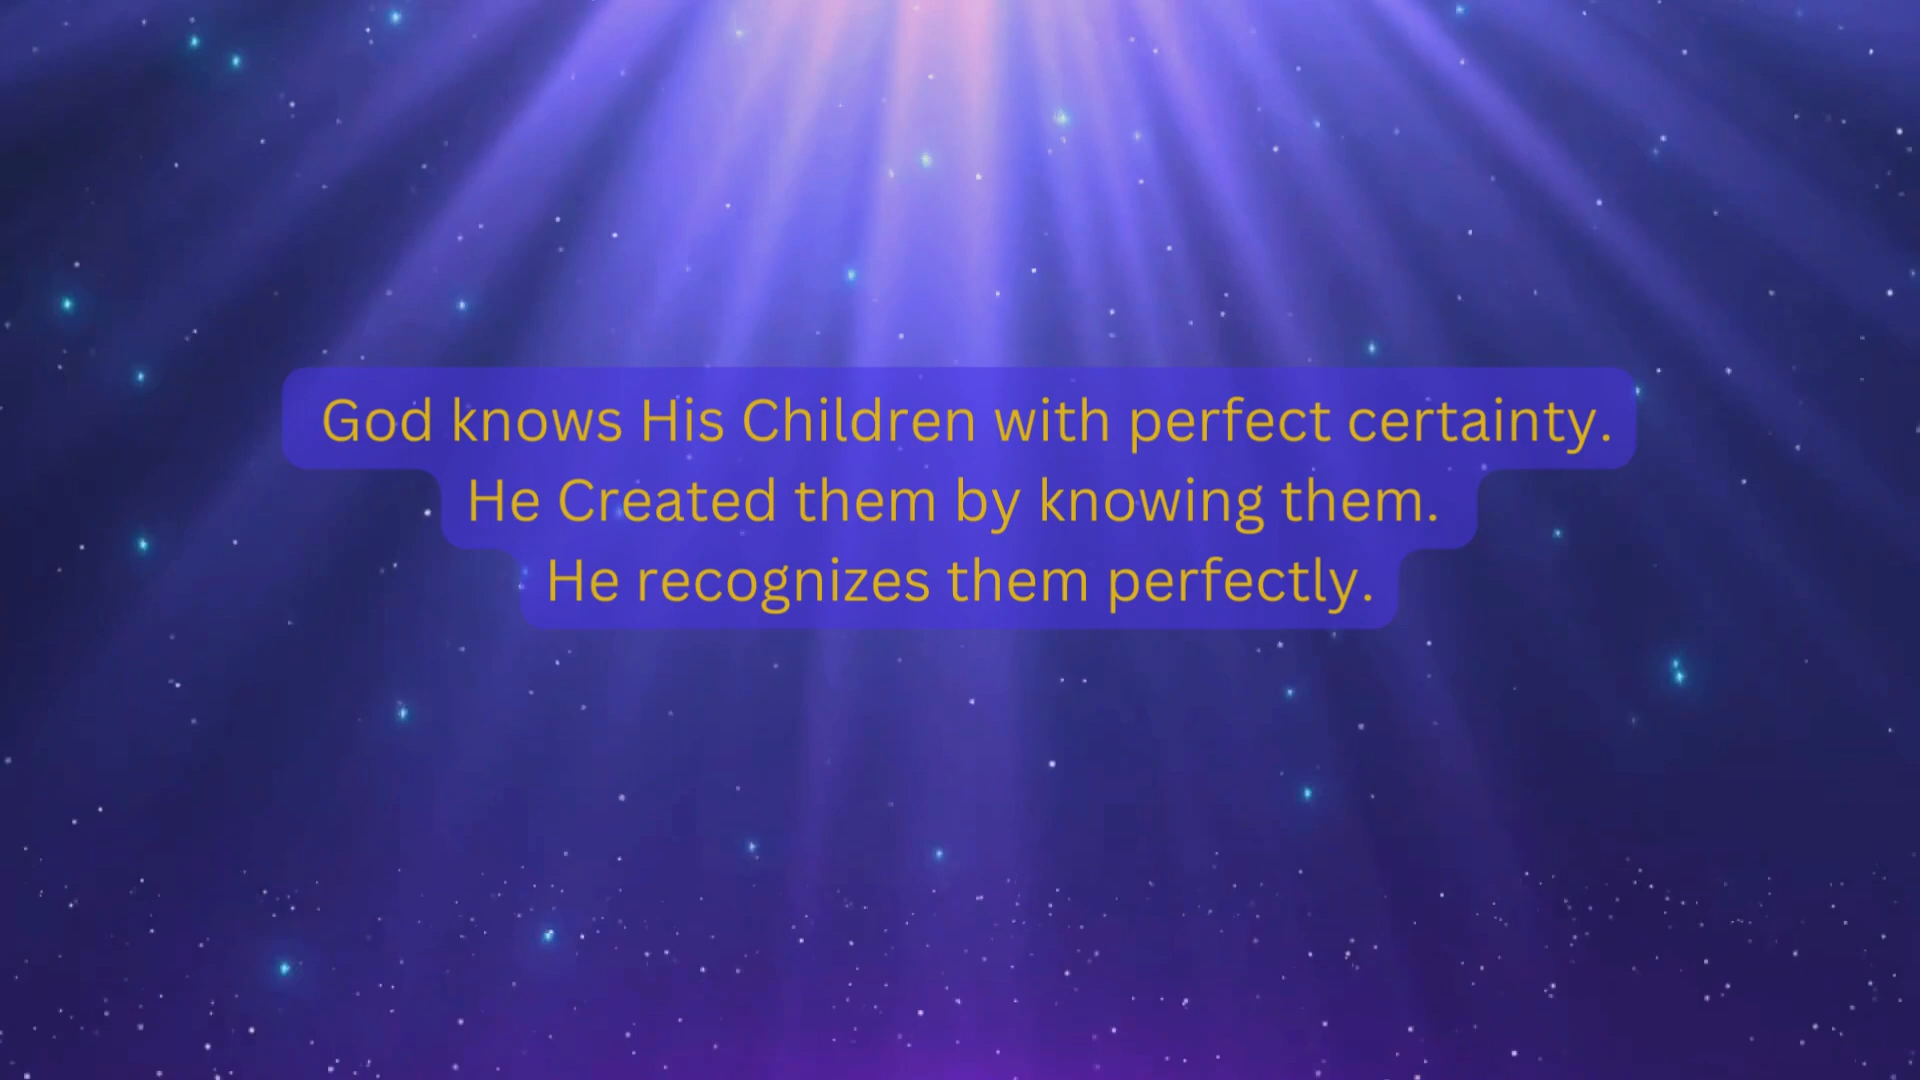 God knows His Children with perfect certainty.
He Created them by knowing them.
He recognizes them perfectly.